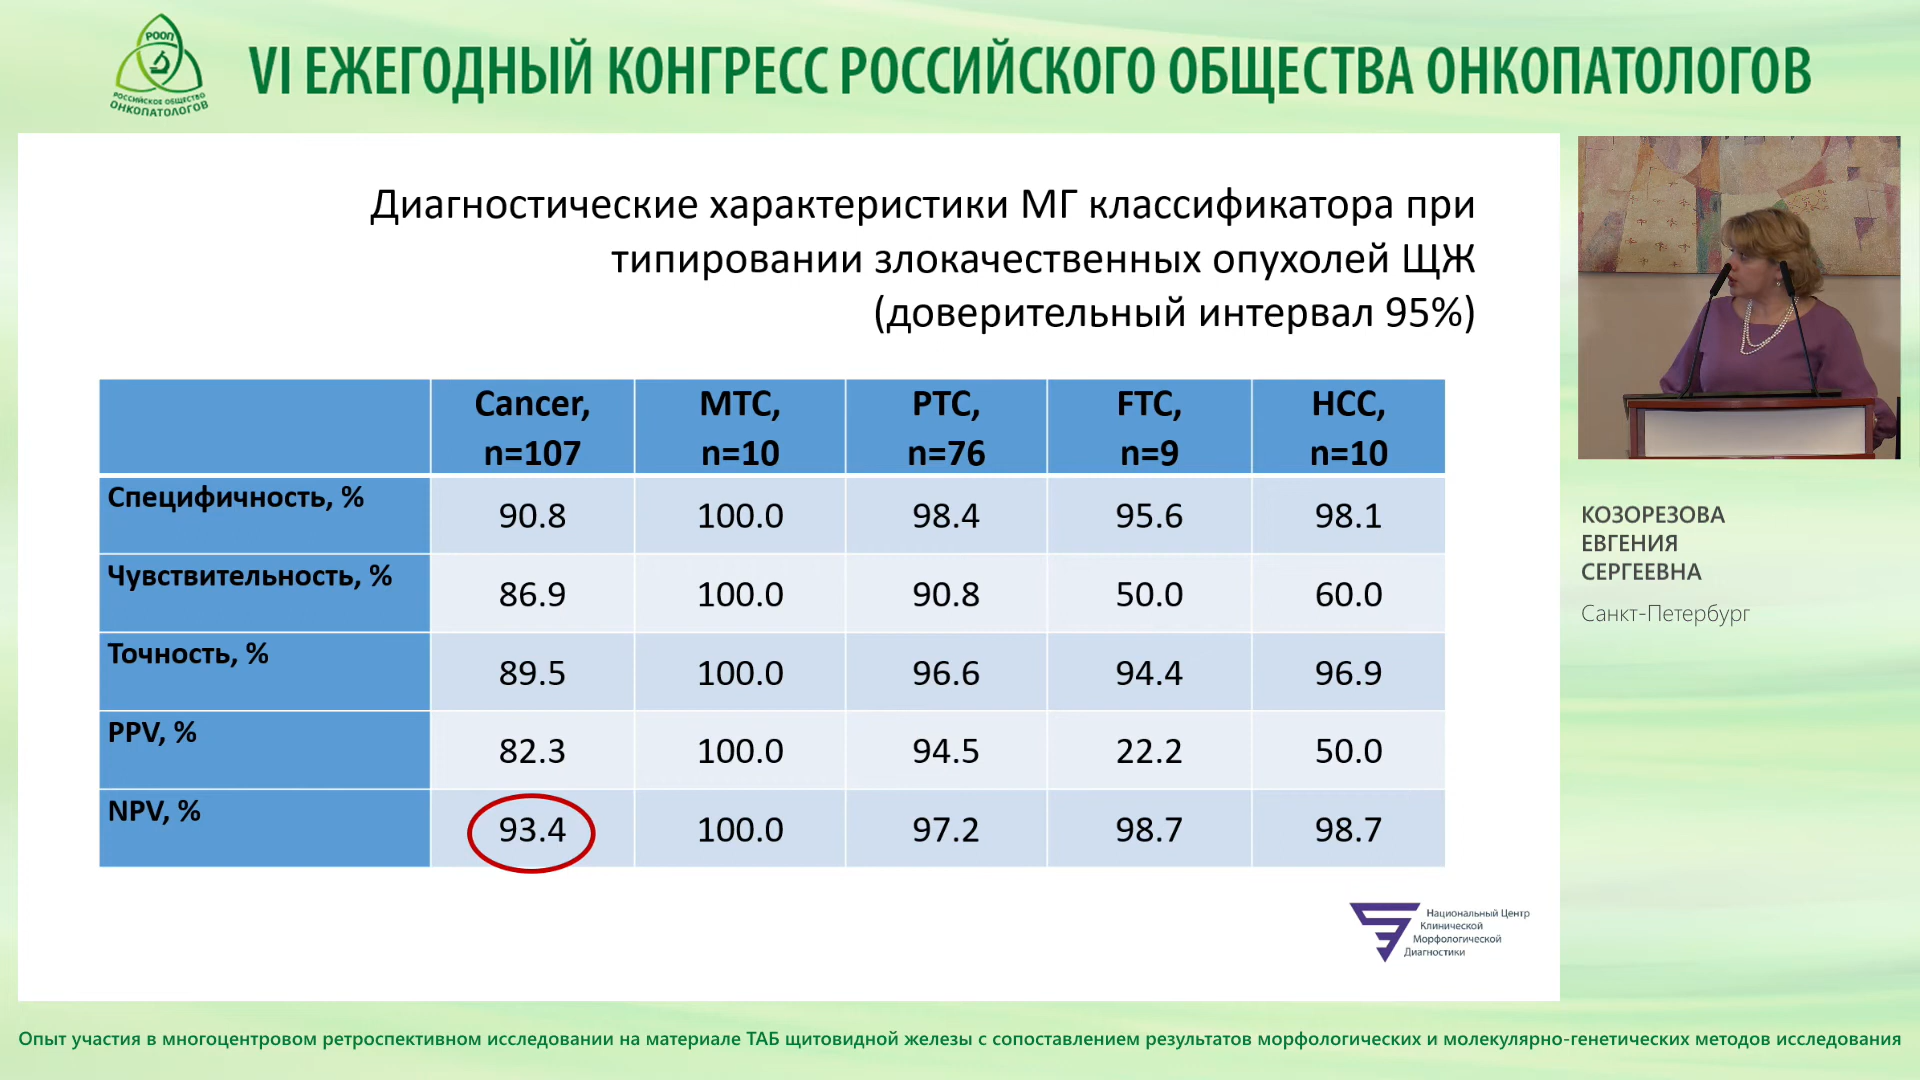 РООП
РОССИЙСКОЕ ОБЩЕСТВО
ОНКОПАТОЛОГОВ
VI ЕЖЕГОДНЫЙ КОНГРЕСС РОССИЙСКОГО ОБЩЕСТВА ОНКОПАТОЛОГОВ
Диагностические характеристики МГ классификатора при
типировании злокачественных опухолей ЩЖ
(доверительный интервал 95%)
Cancer, n=107 MTC, n=10 PTC, n=76 FTC, n=9 HCC, n=10
Специфичность, % 90.8 100.0 98.4 95.6 98.1
Чувствительность, % 86.9 100.0 90.8 50.0 60.0
Точность, % 89.5 100.0 96.6 94.4 96.9
PPV, % 82.3 100.0 94.5 22.2 50.0
NPV, % 93.4 100.0 97.2 98.7 98.7
Национальный Центр
Клинической
Морфологической
Диагностики
КОЗОРЕЗОВА
ЕВГЕНИЯ
СЕРГЕЕВНА
Санкт-Петербург
Опыт участия в многоцентровом ретроспективном исследовании на материале ТАБ щитовидной железы с сопоставлением результатов морфологических и молекулярно-генетических методов исследования